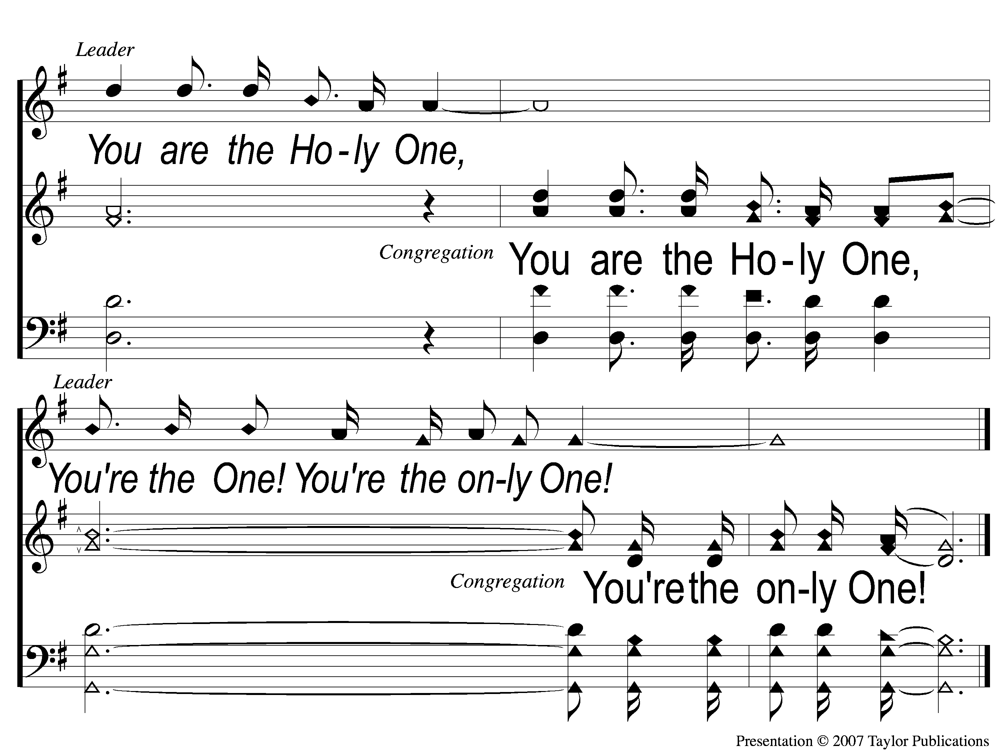 Leader
You are the Ho - ly One,
Congregation You are the Ho - ly One,
Leader
You're the One! You're the on-ly One!
Congregation You're the on-ly One!
Presentation © 2007 Taylor Publications